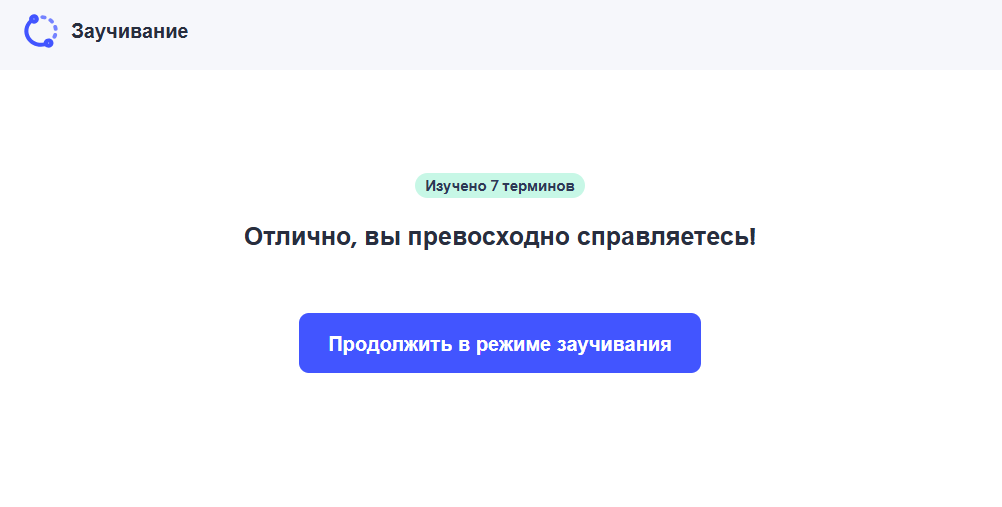 Заучивание
Изучено 7 терминов
Отлично, вы превосходно справляетесь!
Продолжить в режиме заучивания